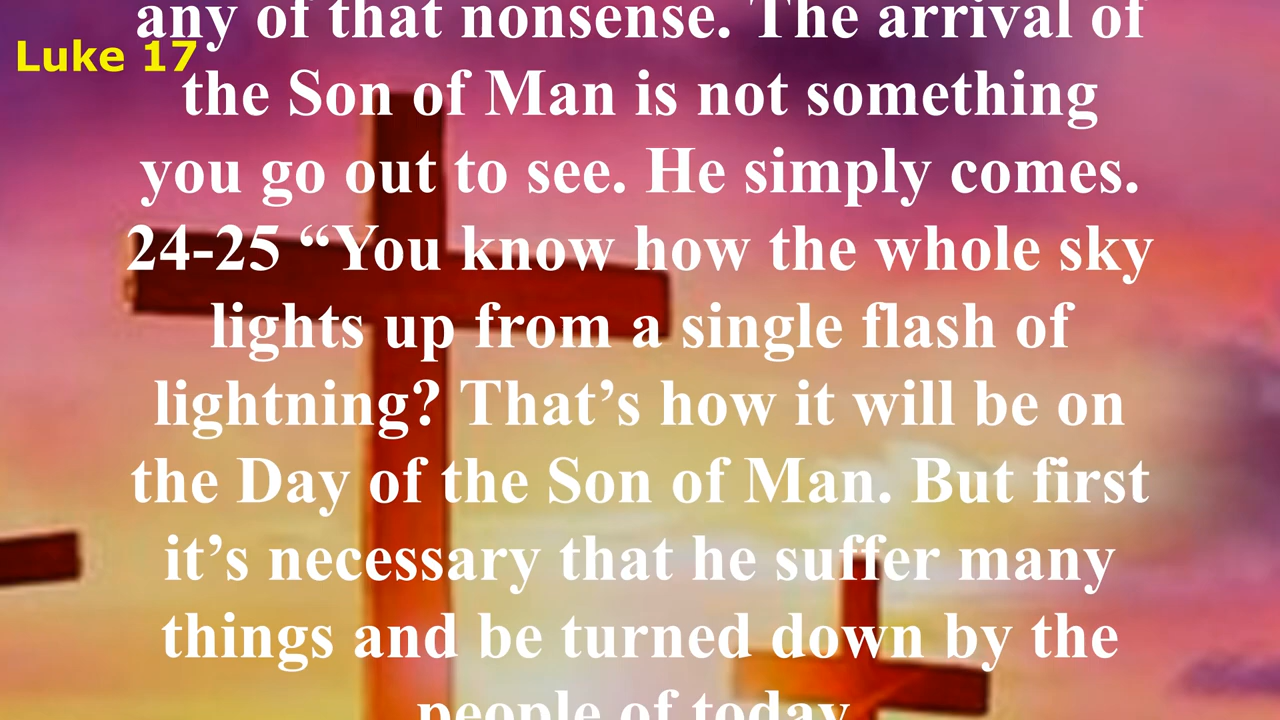 Luke 17
any of that nonsense. The arrival of
the Son of Man is not something
you go out to see. He simply comes.
24-25 “You know how the whole sky
lights up from a single flash of
lightning? That’s how it will be on
the Day of the Son of Man. But first
it’s necessary that he suffer many
things and be turned down by the
people of today.